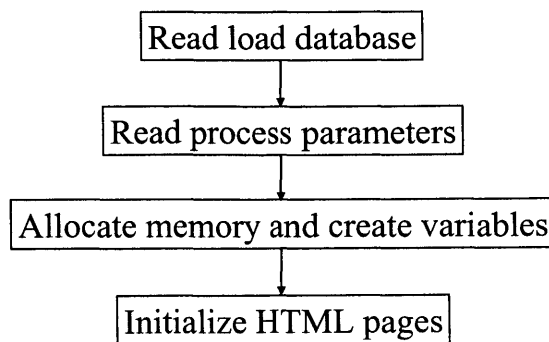 Read load database
Read process parameters
Allocate memory and create variables
Initialize HTML pages